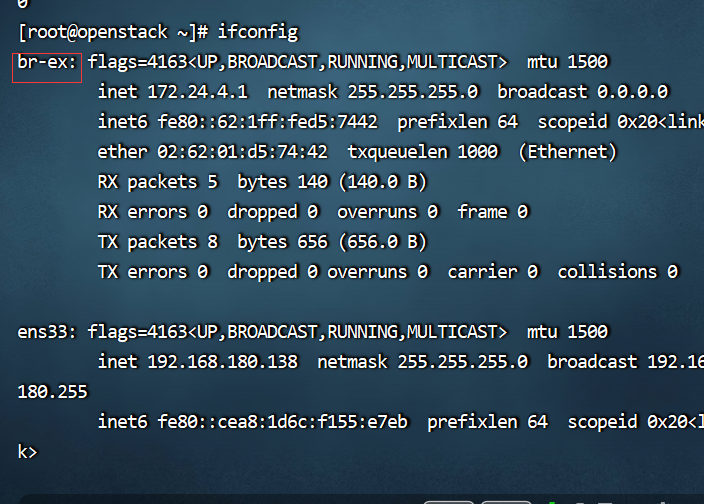 0
[root@openstack ~]# ifconfig
br-ex: flags=4163<UP,BROADCAST,RUNNING,MULTICAST>  mtu 1500
        inet 172.24.4.1  netmask 255.255.255.0  broadcast 0.0.0.0
        inet6 fe80::62:1ff:fed5:7442  prefixlen 64  scopeid 0x20<link
        ether 02:62:01:d5:74:42  txqueuelen 1000  (Ethernet)
        RX packets 5  bytes 140 (140.0 B)
        RX errors 0  dropped 0  overruns 0  frame 0
        TX packets 8  bytes 656 (656.0 B)
        TX errors 0  dropped 0 overruns 0  carrier 0  collisions 0
ens33: flags=4163<UP,BROADCAST,RUNNING,MULTICAST>  mtu 1500
        inet 192.168.180.138  netmask 255.255.255.0  broadcast 192.16
180.255
        inet6 fe80::cea8:1d6c:f155:e7eb  prefixlen 64  scopeid 0x20<l
k>